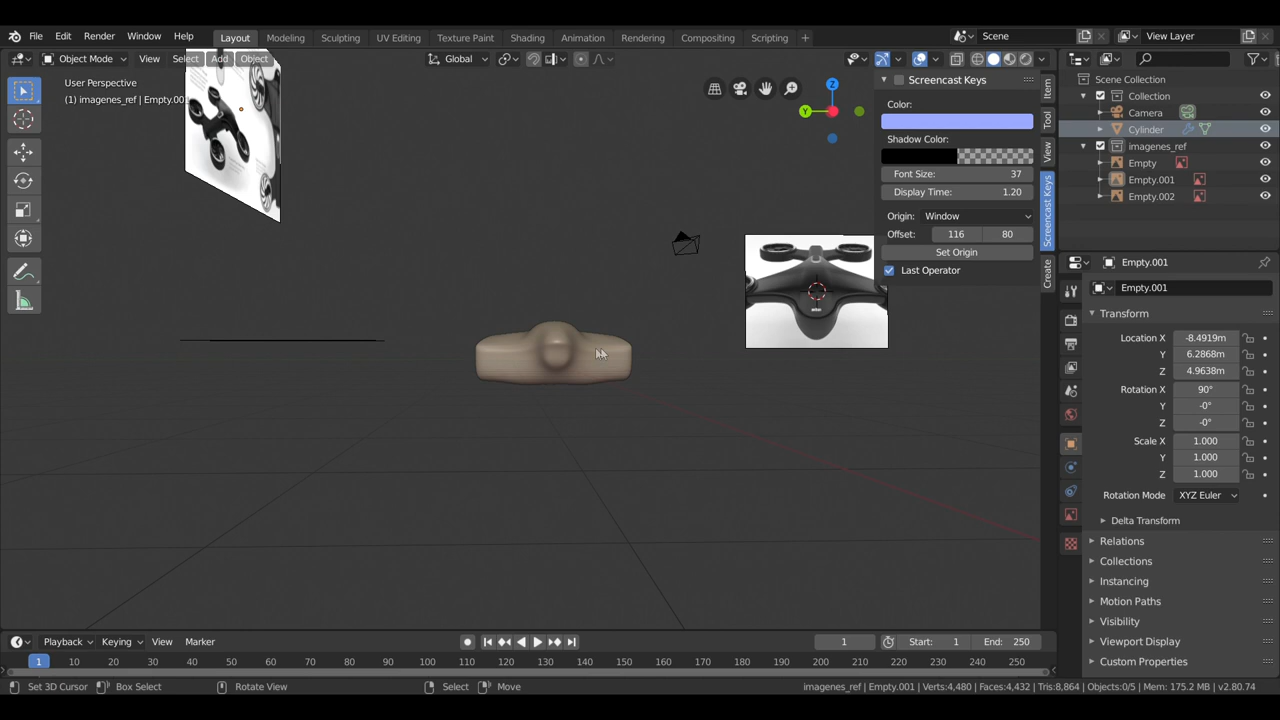 File Edit Render Window Help Layout Modeling Sculpting UV Editing Texture Paint Shading Animation Rendering Compositing Scripting + Scene View Layer
Object Mode View Select Add Object Global
User Perspective
(1) imagenes_ref | Empty.00
Z
Y
Screencast Keys
Color:
Shadow Color:
Font Size: 37
Display Time: 1.20
Origin: Window
Offset: 116 80
Set Origin
Last Operator
Item
Tool
View
Screencast Keys
Create
Scene Collection
Collection
Camera
Cylinder
imagenes_ref
Empty
Empty.001
Empty.002
Empty.001
Empty.001
Transform
Location X -8.4919m
Y 6.2868m
Z 4.9638m
Rotation X 90°
Y -0°
Z -0°
Scale X 1.000
Y 1.000
Z 1.000
Rotation Mode XYZ Euler
Delta Transform
Relations
Collections
Instancing
Motion Paths
Visibility
Viewport Display
Custom Properties
Playback Keying View Marker 1 Start: 1 End: 250
1 10 20 30 40 50 60 70 80 90 100 110 120 130 140 150 160 170 180 190 200 210 220 230 240 250
Set 3D Cursor Box Select Rotate View Select Move imagenes_ref | Empty.001 | Verts:4,480 | Faces:4,432 | Tris:8,864 | Objects:0/5 | Mem: 175.2 MB | v2.80.74